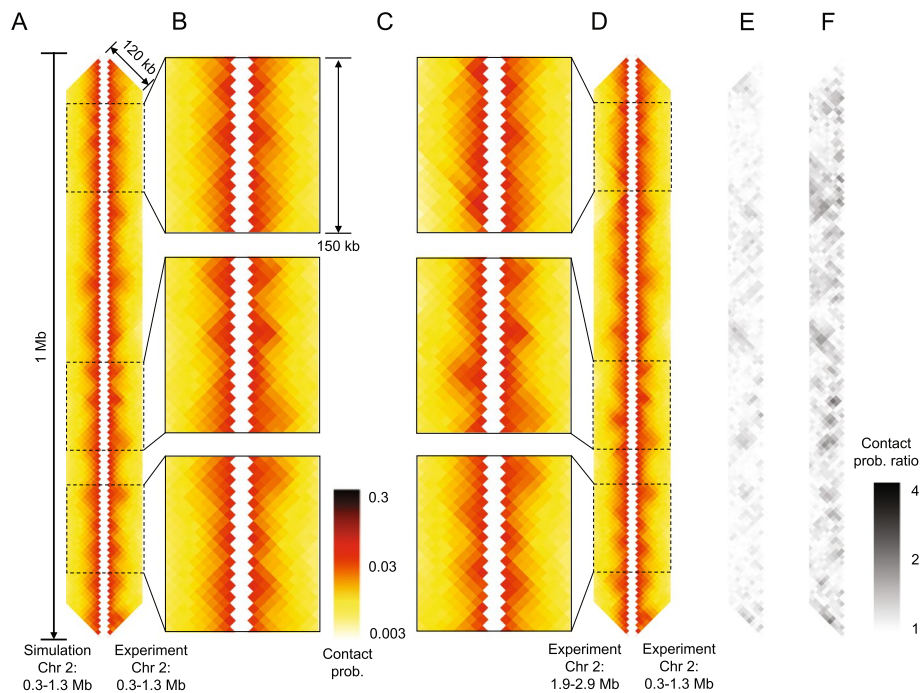 A
B
C
D
E
F
120 kb
1 Mb
150 kb
0.3
0.03
0.003
Contact
prob.
Contact
prob. ratio
4
2
1
Simulation
Chr 2:
0.3-1.3 Mb
Experiment
Chr 2:
0.3-1.3 Mb
Experiment
Chr 2:
1.9-2.9 Mb
Experiment
Chr 2:
0.3-1.3 Mb